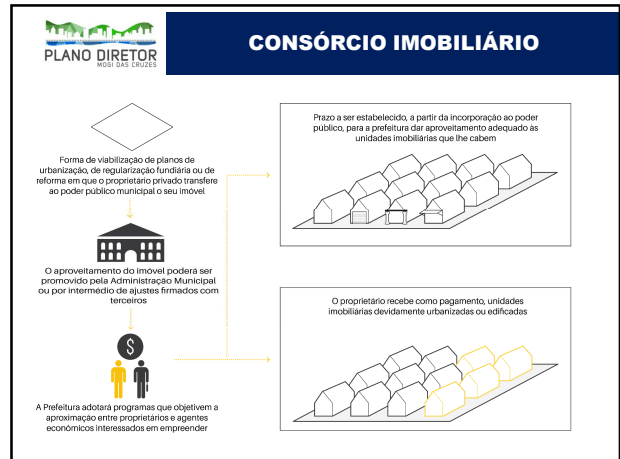 PLANO DIRETOR
MOGI DAS CRUZES
CONSÓRCIO IMOBILIÁRIO
Forma de viabilização de planos de
urbanização, de regularização fundiária ou de
reforma em que o proprietário privado transfere
ao poder público municipal o seu imóvel
O aproveitamento do imóvel poderá ser
promovido pela Administração Municipal
ou por intermédio de ajustes firmados com
terceiros
$
A Prefeitura adotará programas que objetivem a
aproximação entre proprietários e agentes
econômicos interessados em empreender
Prazo a ser estabelecido, a partir da incorporação ao poder
público, para a prefeitura dar aproveitamento adequado às
unidades imobiliárias que lhe cabem
O proprietário recebe como pagamento, unidades
imobiliárias devidamente urbanizadas ou edificadas